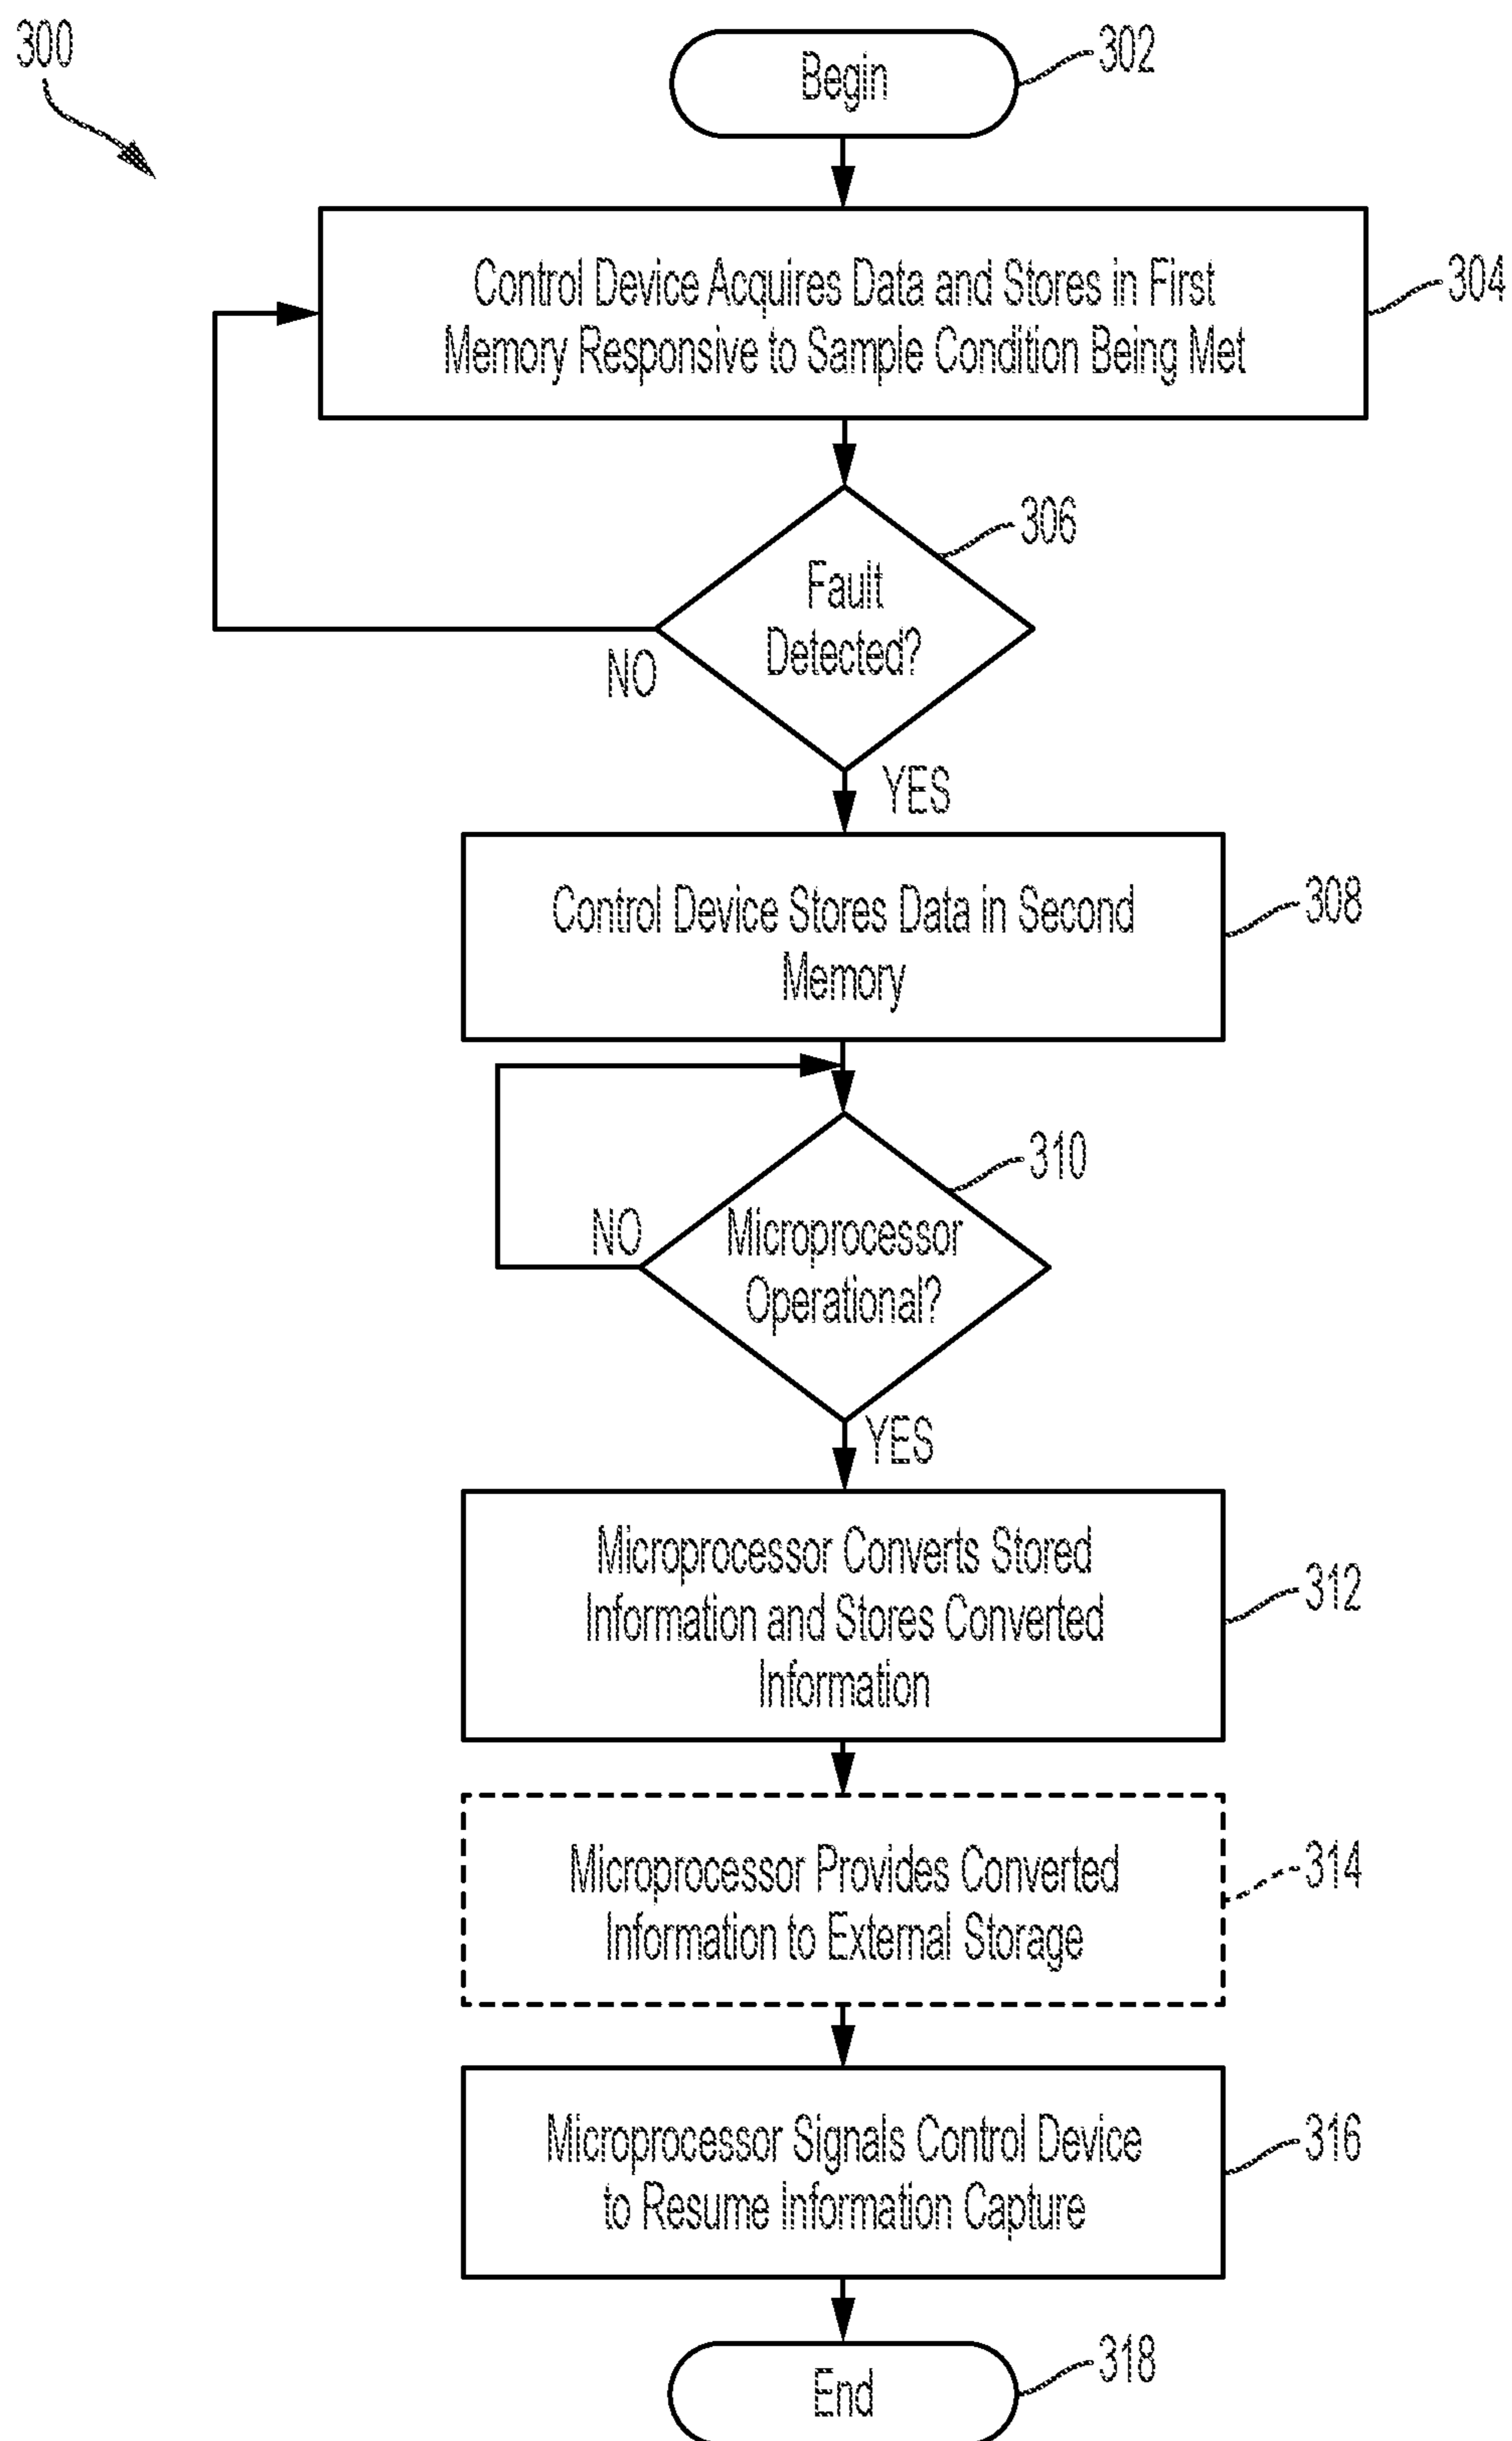 300
Begin
302
Control Device Acquires Data and Stores in First
Memory Responsive to Sample Condition Being Met
304
306
Fault
Detected?
NO
YES
Control Device Stores Data in Second
Memory
308
310
Microprocessor
Operational?
NO
YES
Microprocessor Converts Stored
Information and Stores Converted
Information
312
Microprocessor Provides Converted
Information to External Storage
314
Microprocessor Signals Control Device
to Resume Information Capture
316
End
318